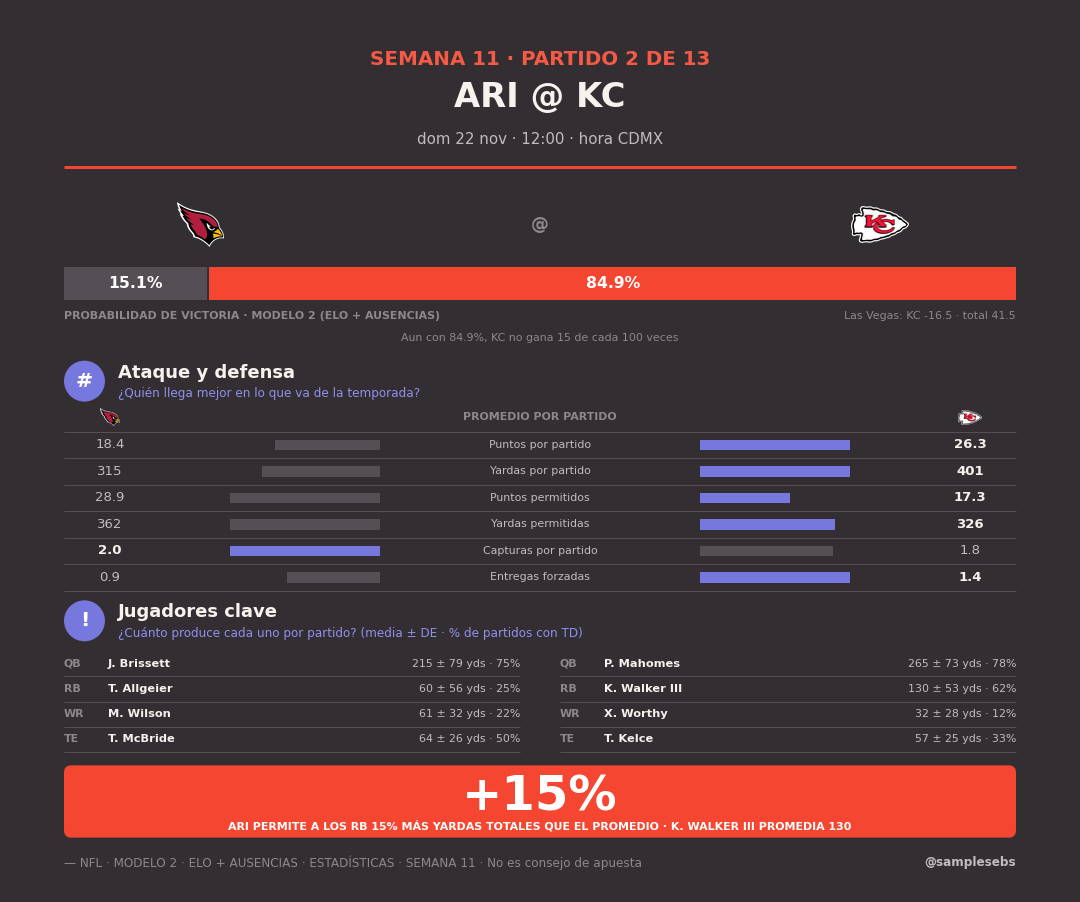 SEMANA 11 · PARTIDO 2 DE 13
ARI @ KC
dom 22 nov · 12:00 · hora CDMX
@
KC
15.1% 84.9%
PROBABILIDAD DE VICTORIA · MODELO 2 (ELO + AUSENCIAS) Las Vegas: KC -16.5 · total 41.5
Aun con 84.9%, KC no gana 15 de cada 100 veces
# Ataque y defensa
¿Quién llega mejor en lo que va de la temporada?
PROMEDIO POR PARTIDO KC
18.4 Puntos por partido 26.3
315 Yardas por partido 401
28.9 Puntos permitidos 17.3
362 Yardas permitidas 326
2.0 Capturas por partido 1.8
0.9 Entregas forzadas 1.4
! Jugadores clave
¿Cuánto produce cada uno por partido? (media ± DE · % de partidos con TD)
QB J. Brissett 215 ± 79 yds · 75% QB P. Mahomes 265 ± 73 yds · 78%
RB T. Allgeier 60 ± 56 yds · 25% RB K. Walker III 130 ± 53 yds · 62%
WR M. Wilson 61 ± 32 yds · 22% WR X. Worthy 32 ± 28 yds · 12%
TE T. McBride 64 ± 26 yds · 50% TE T. Kelce 57 ± 25 yds · 33%
+15%
ARI PERMITE A LOS RB 15% MÁS YARDAS TOTALES QUE EL PROMEDIO · K. WALKER III PROMEDIA 130
— NFL · MODELO 2 · ELO + AUSENCIAS · ESTADÍSTICAS · SEMANA 11 · No es consejo de apuesta @samplesebs